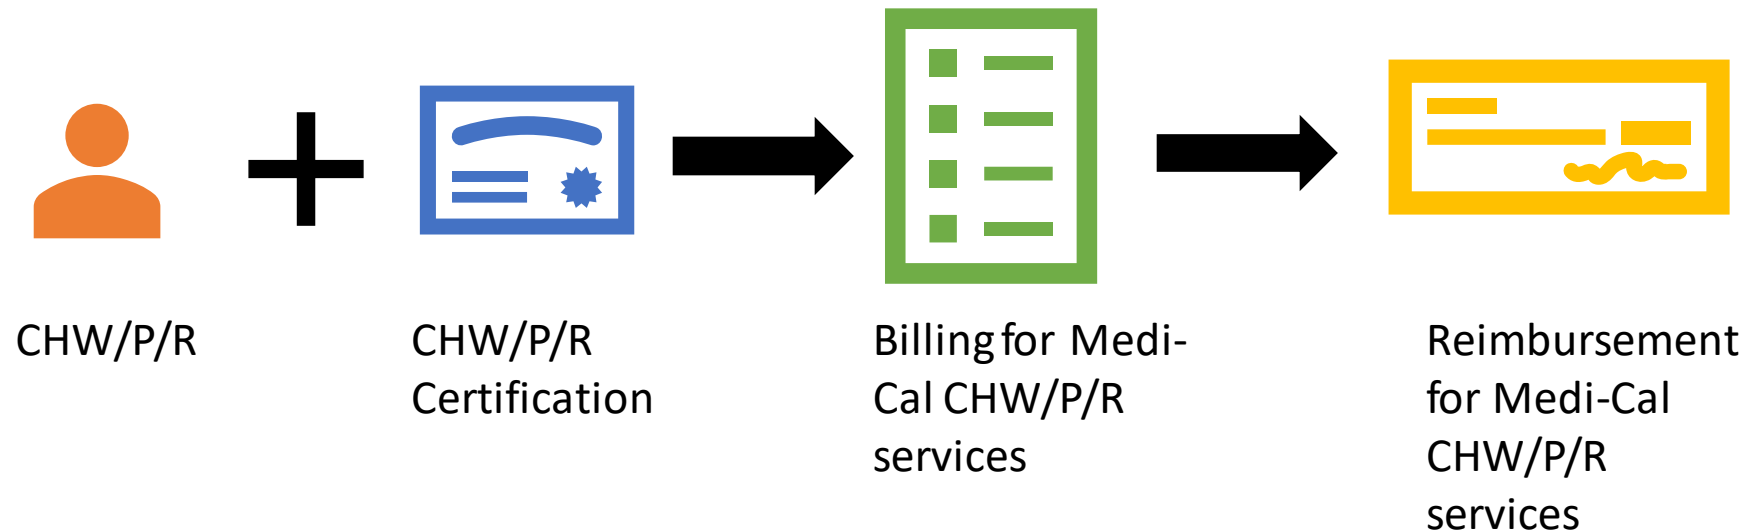 CHW/P/R
CHW/P/R
Certification
Billing for Medi-
Cal CHW/P/R
services
Reimbursement
for Medi-Cal
CHW/P/R
services